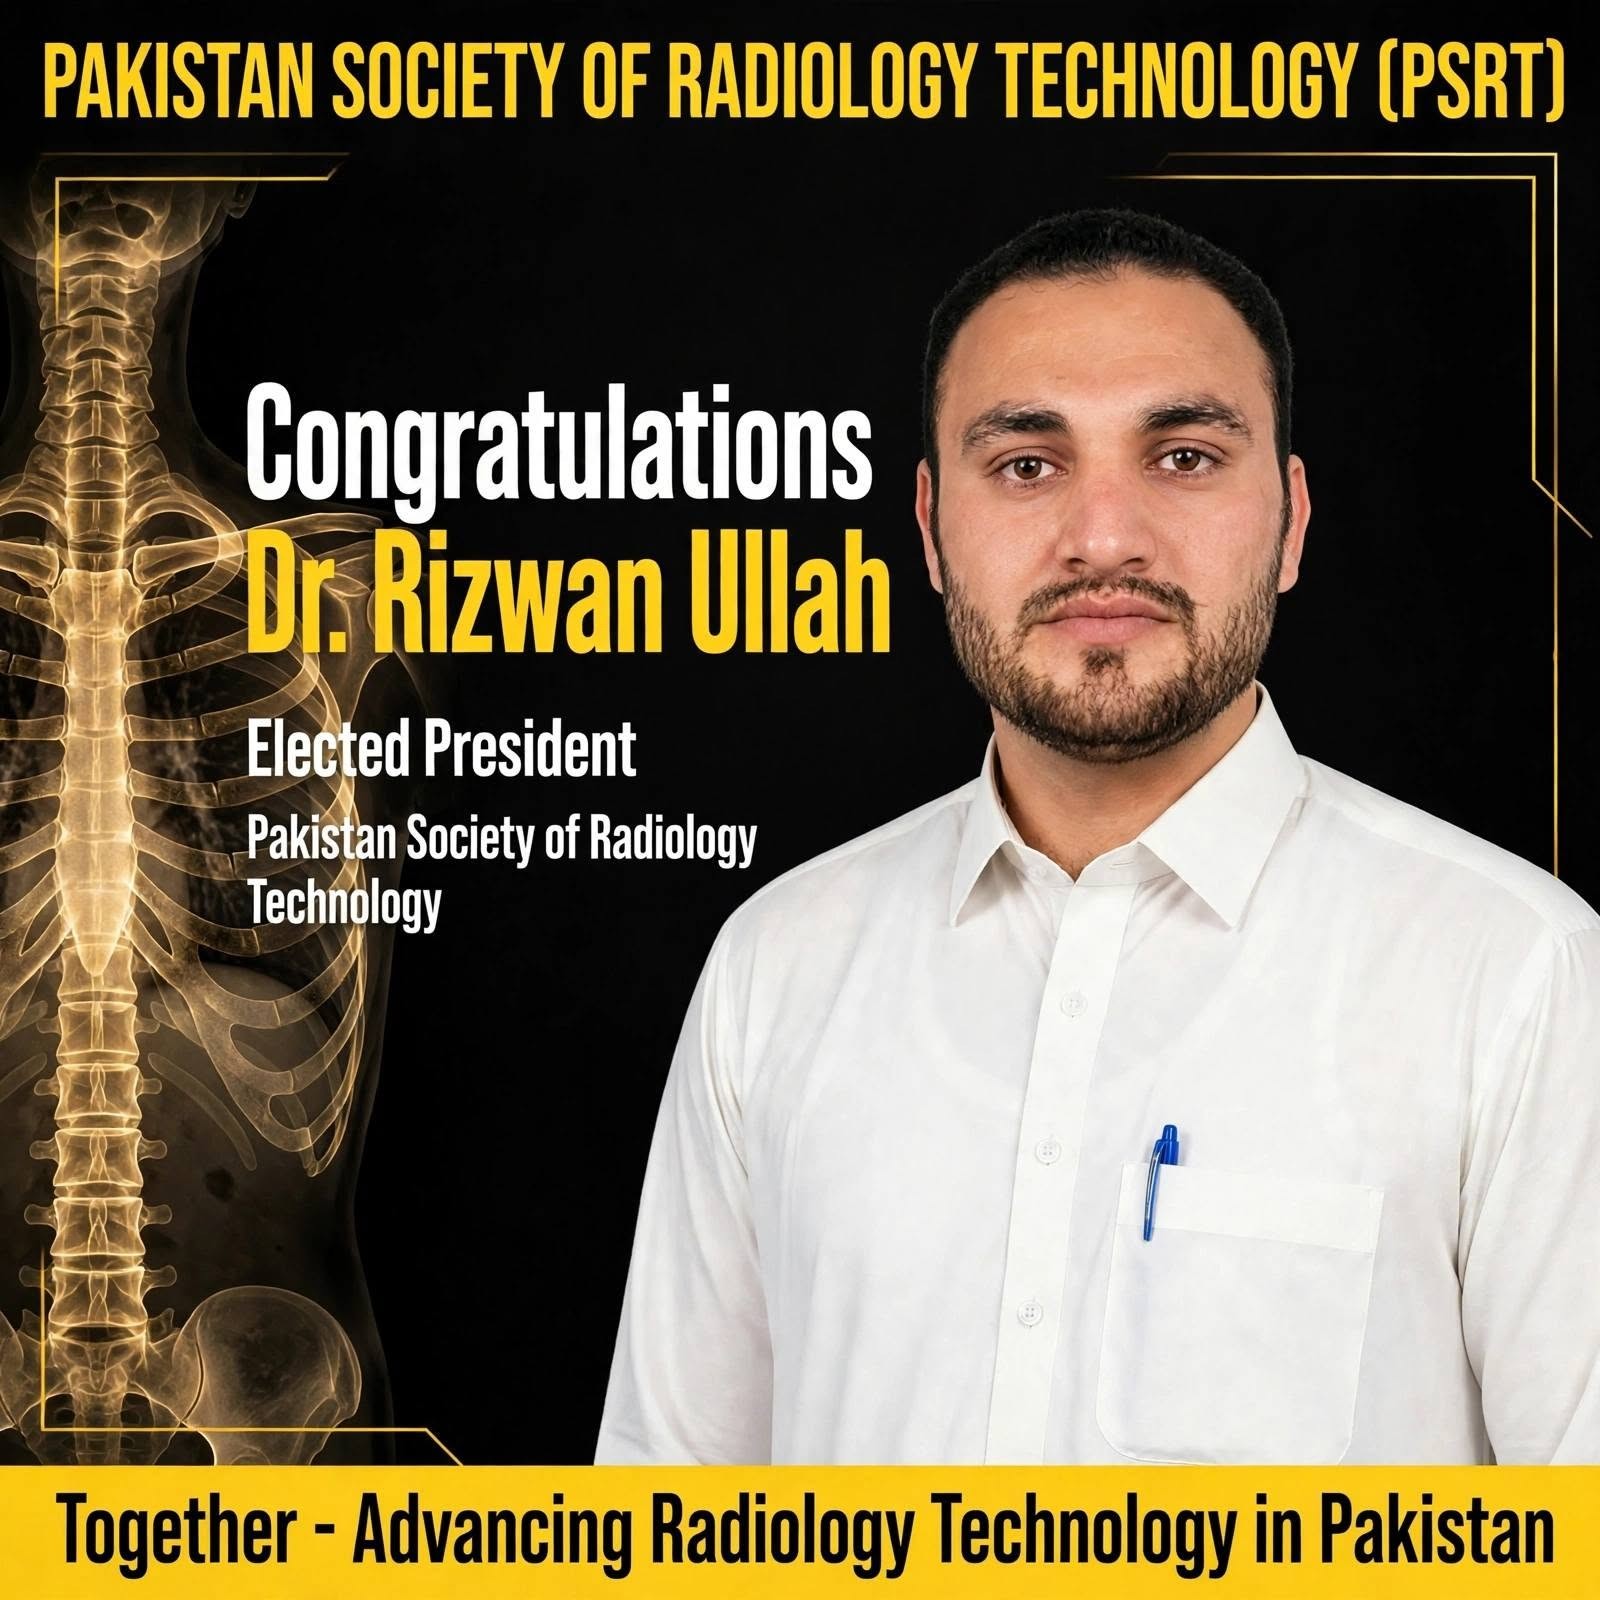 PAKISTAN SOCIETY OF RADIOLOGY TECHNOLOGY (PSRT)
Congratulations
Dr. Rizwan Ullah
Elected President
Pakistan Society of Radiology
Technology
Together - Advancing Radiology Technology in Pakistan